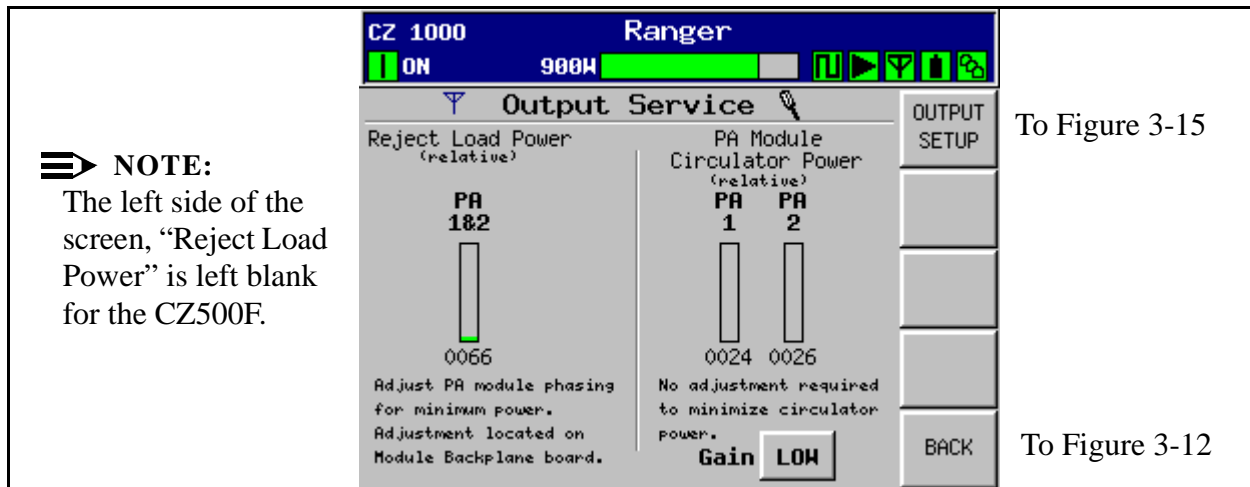 CZ 1000 Ranger
ON 900W
Output Service
Reject Load Power
(relative)
PA
1&2
0066
Adjust PA module phasing
for minimum power.
Adjustment located on
Module Backplane board.
PA Module
Circulator Power
(relative)
PA PA
1 2
0024 0026
No adjustment required
to minimize circulator
power.
Gain LOW
OUTPUT
SETUP
BACK
NOTE:
The left side of the
screen, “Reject Load
Power” is left blank
for the CZ500F.
To Figure 3-15
To Figure 3-12